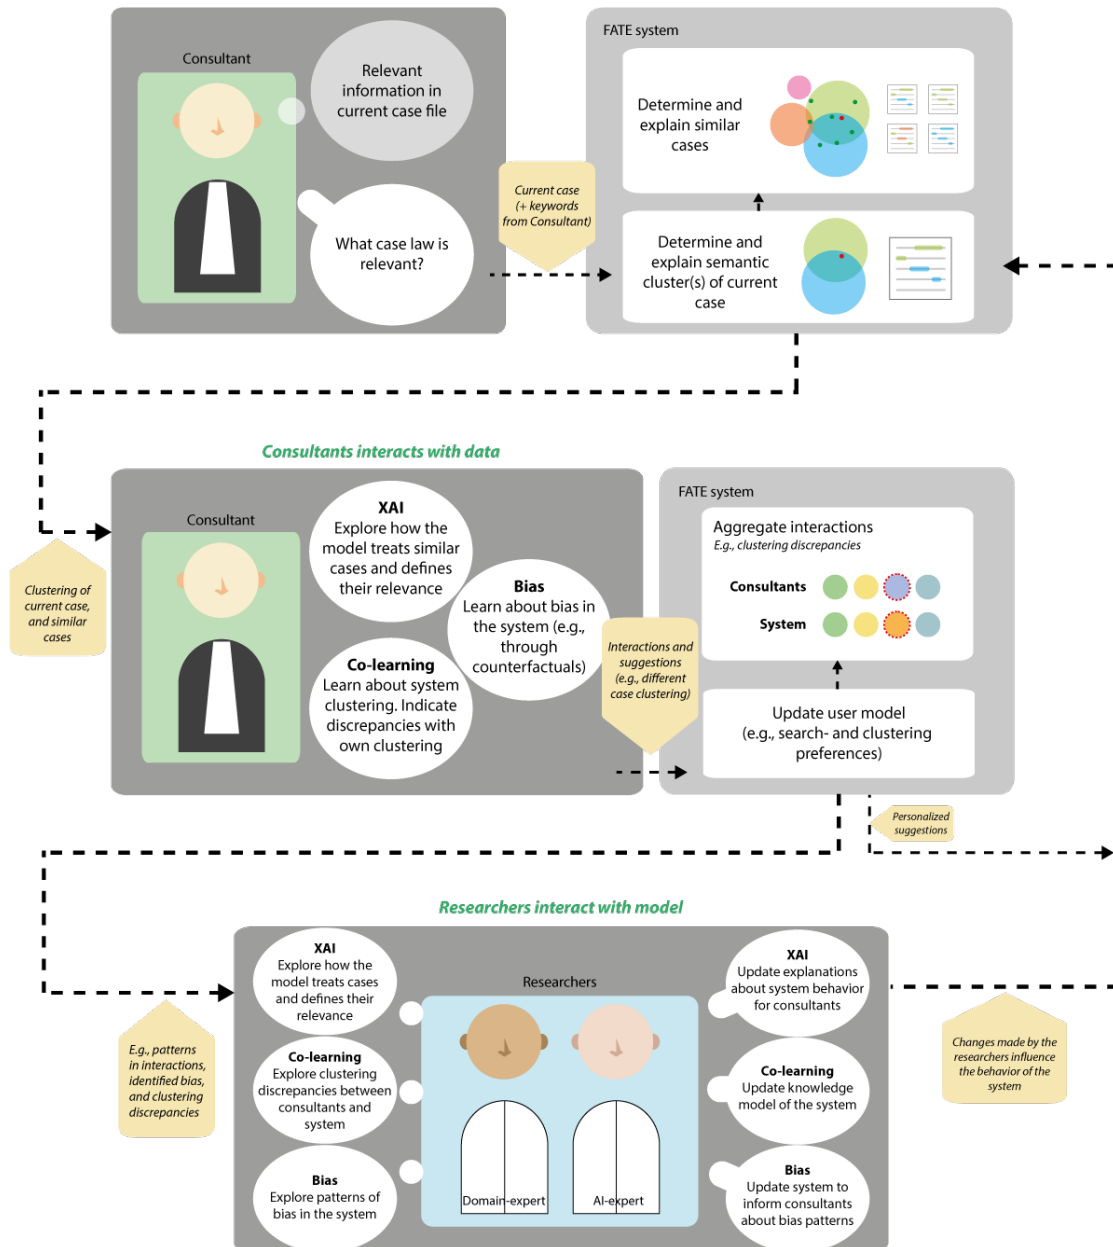 Consultant
Relevant
information in
current case file
What case law is
relevant?
Current case
(+ keywords
from Consultant)
FATE system
Determine and
explain similar
cases
Determine and
explain semantic
cluster(s) of current
case
Consultants interacts with data
Clustering of
current case,
and similar
cases
Consultant
XAI
Explore how the
model treats similar
cases and defines
their relevance
Bias
Learn about bias in
the system (e.g.,
through
counterfactuals)
Co-learning
Learn about system
clustering. Indicate
discrepancies with
own clustering
Interactions and
suggestions
(e.g., different
case clustering)
FATE system
Aggregate interactions
E.g., clustering discrepancies
Consultants
System
Update user model
(e.g., search- and clustering
preferences)
Personalized
suggestions
Researchers interact with model
E.g., patterns
in interactions,
identified bias,
and clustering
discrepancies
XAI
Explore how the
model treats cases
and defines their
relevance
Co-learning
Explore clustering
discrepancies between
consultants and
system
Bias
Explore patterns of
bias in the system
Researchers
Domain-expert
AI-expert
XAI
Update explanations
about system behavior
for consultants
Co-learning
Update knowledge
model of the system
Bias
Update system to
inform consultants
about bias patterns
Changes made by the
researchers influence
the behavior of the
system